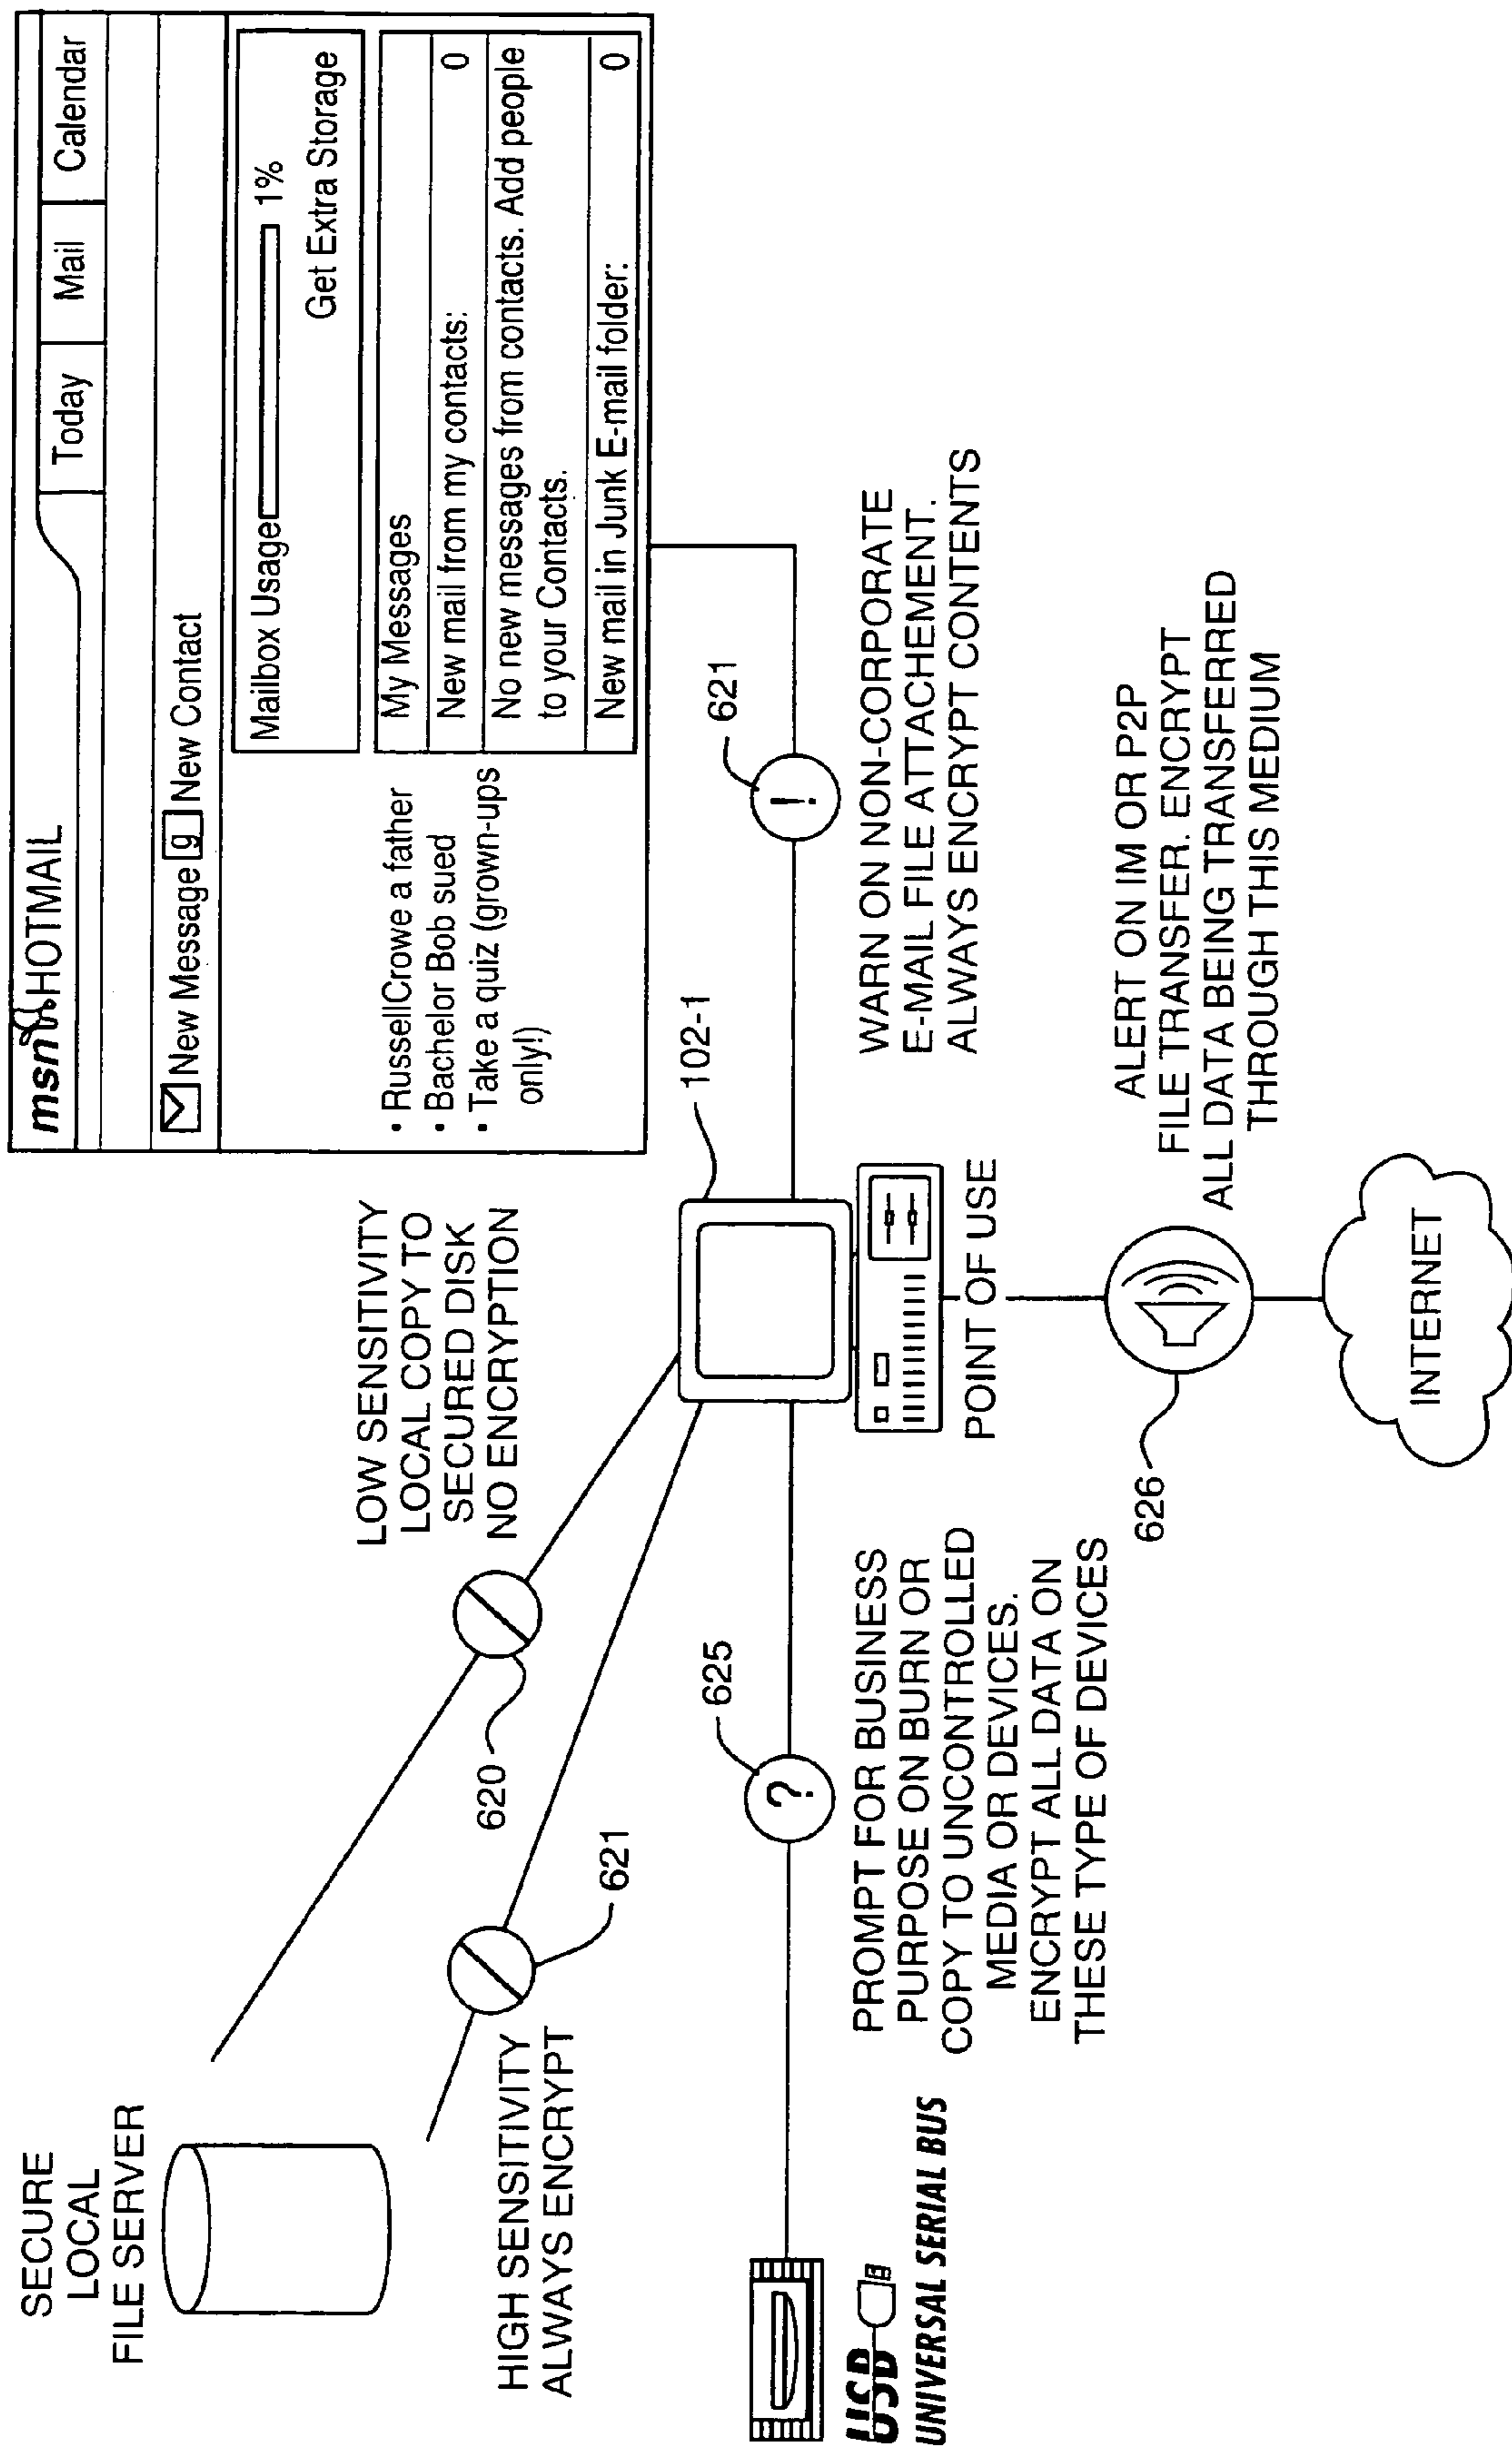 SECURE
LOCAL
FILE SERVER
HIGH SENSITIVITY
ALWAYS ENCRYPT
621
620
LOW SENSITIVITY
LOCAL COPY TO
SECURED DISK
NO ENCRYPTION
msn HOTMAIL
Today
Mail
Calendar
New Message g New Contact
Mailbox Usage 1%
Get Extra Storage
• RussellCrowe a father
• Bachelor Bob sued
• Take a quiz (grown-ups
only!)
My Messages
New mail from my contacts: 0
No new messages from contacts. Add people
to your Contacts.
New mail in Junk E-mail folder: 0
102-1
621
!
WARN ON NON-CORPORATE
E-MAIL FILE ATTACHEMENT.
ALWAYS ENCRYPT CONTENTS
625
?
PROMPT FOR BUSINESS
PURPOSE ON BURN OR
COPY TO UNCONTROLLED
MEDIA OR DEVICES.
ENCRYPT ALL DATA ON
THESE TYPE OF DEVICES
USB
UNIVERSAL SERIAL BUS
POINT OF USE
626
ALERT ON IM OR P2P
FILE TRANSFER. ENCRYPT
ALL DATA BEING TRANSFERRED
THROUGH THIS MEDIUM
INTERNET